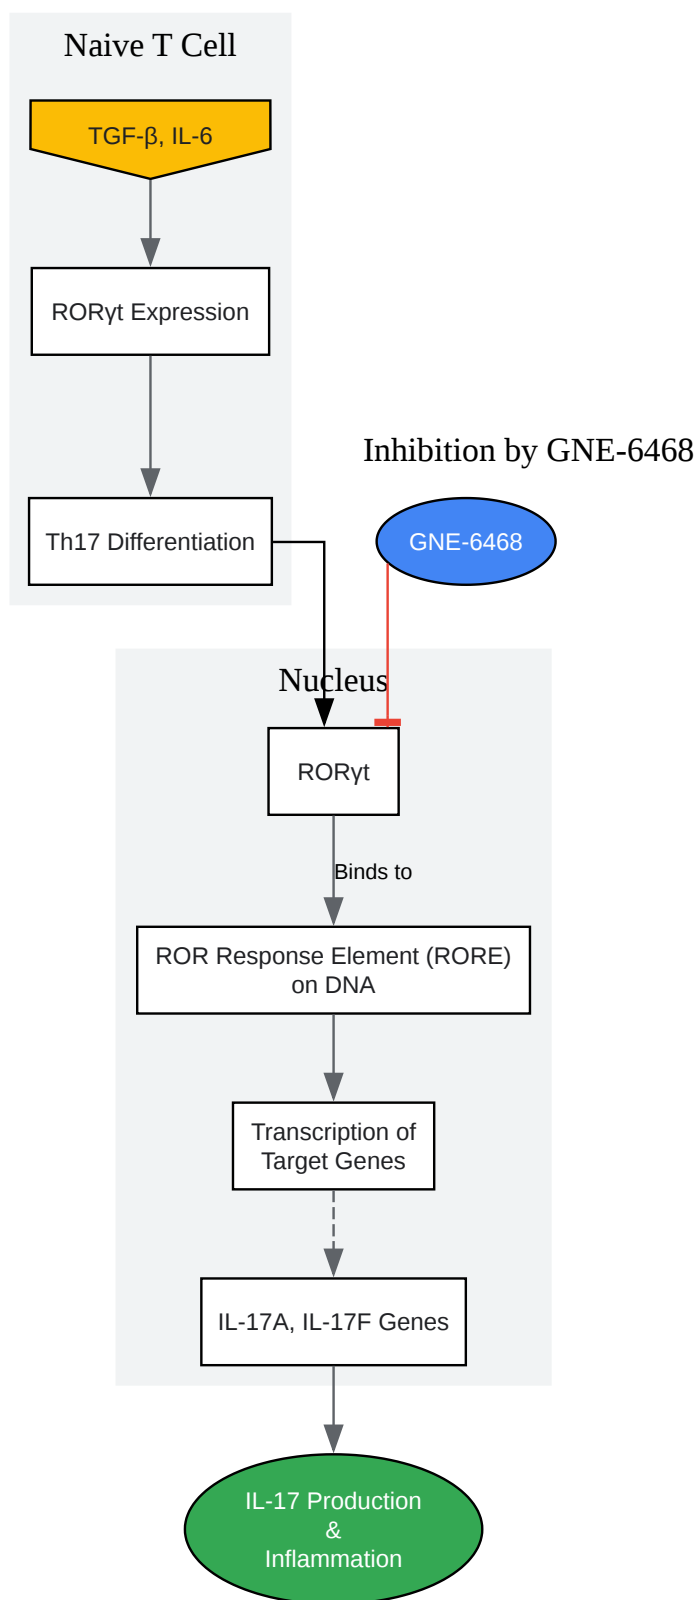 Naive T Cell
TGF-β, IL-6
RORγt Expression
Inhibition by GNE-6468
Th17 Differentiation
GNE-6468
Nucleus
RORγt
Binds to
ROR Response Element (RORE)
on DNA
Transcription of
Target Genes
IL-17A, IL-17F Genes
IL-17 Production
&
Inflammation